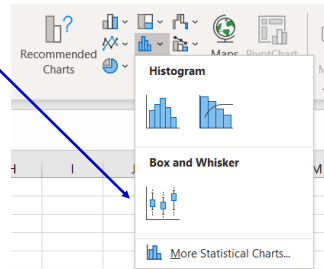 Recommended
Charts
Maps
PivotChart
Histogram
Box and Whisker
More Statistical Charts...
I
J
M